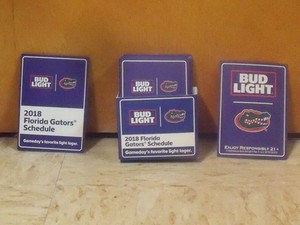 BUD
LIGHT
2018
Florida Gators®
Schedule
Gameday's favorite light lager.
BUD
LIGHT
BUD
LIGHT
2018 Florida
Gators®
Schedule
Gameday's favorite light lager.
BUD
LIGHT
ENJOY RESPONSIBLY 21+